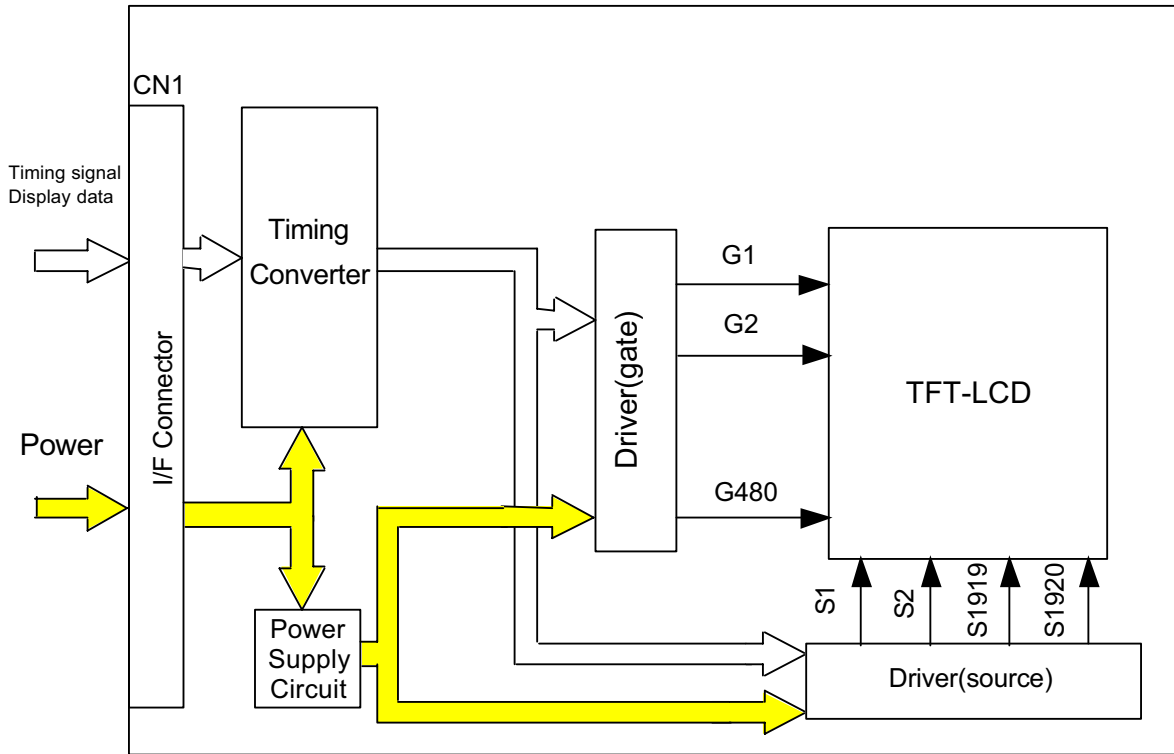 CN1
Timing signal
Display data
Power
I/F Connector
Timing
Converter
Power
Supply
Circuit
Driver(gate)
G1
G2
G480
TFT-LCD
S1
S2
S1919
S1920
Driver(source)